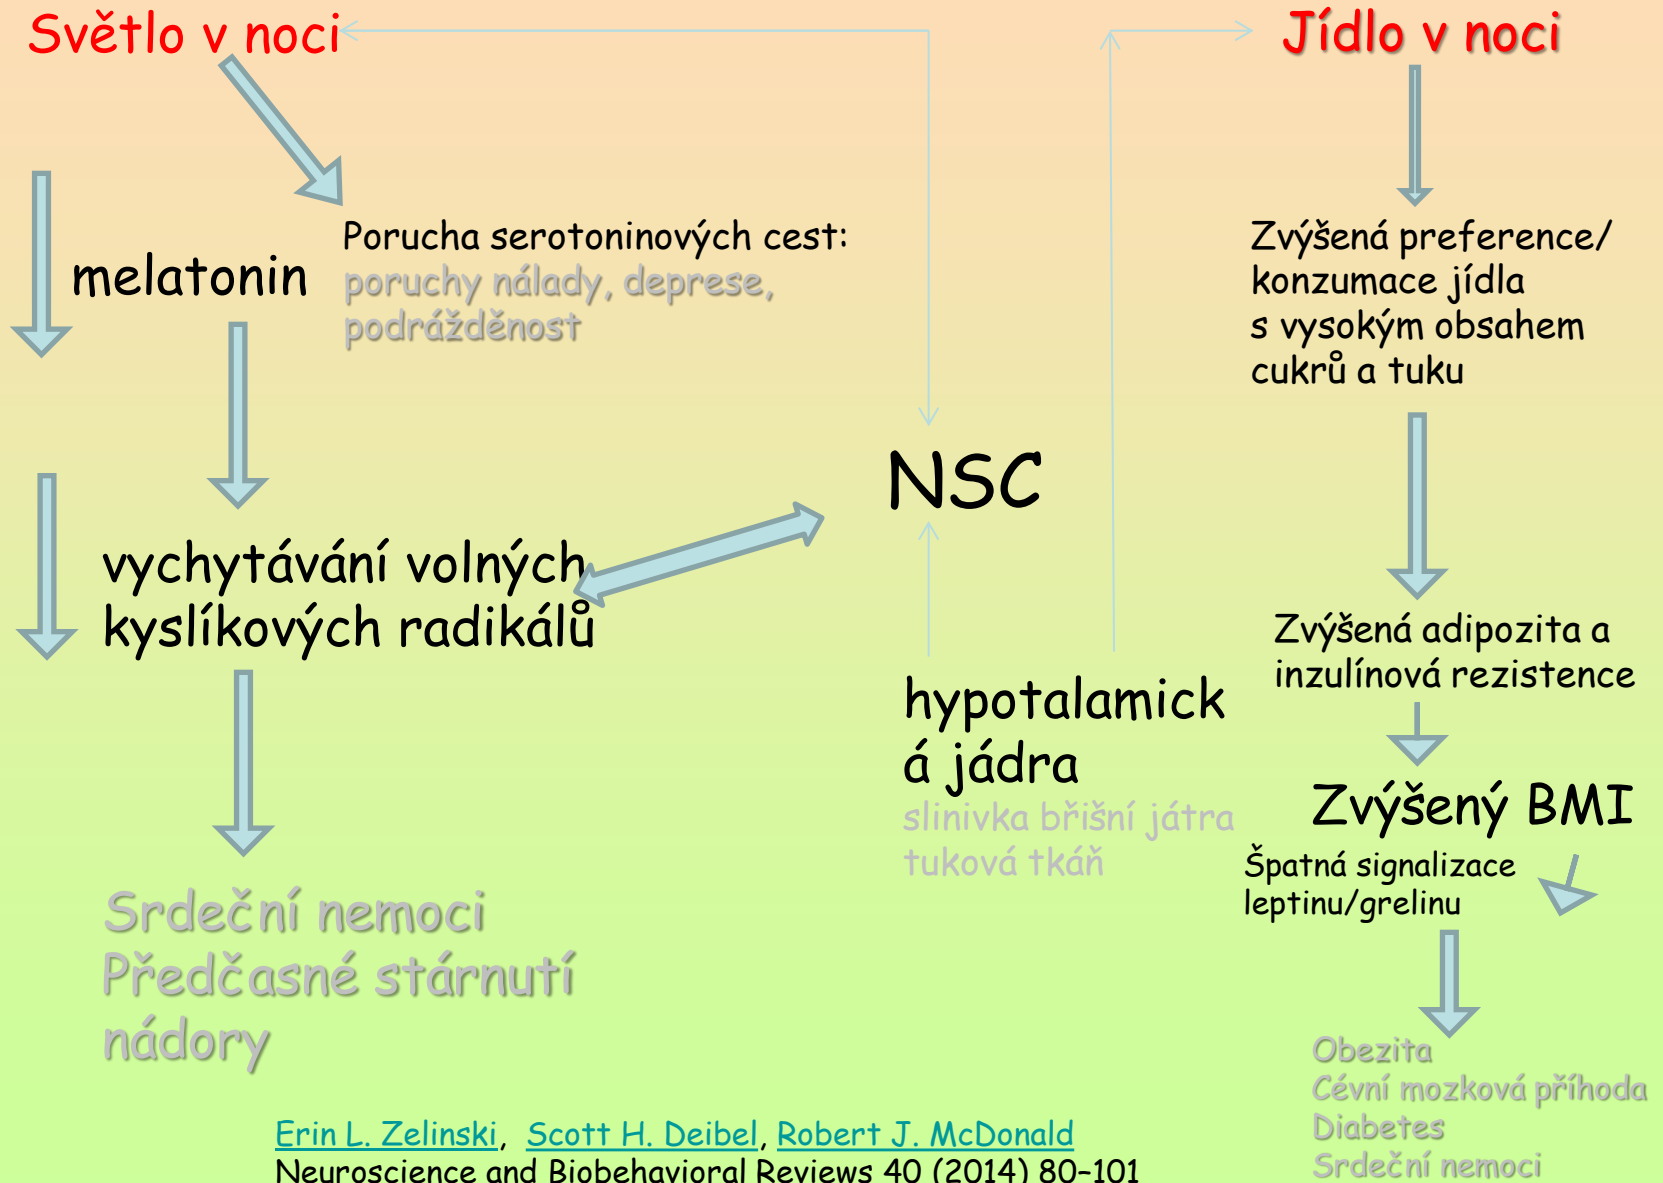 Světlo v noci
Jídlo v noci
melatonin
Porucha serotoninových cest:
poruchy nálady, deprese,
podrážděnost
Zvýšená preference/
konzumace jídla
s vysokým obsahem
cukrů a tuku
NSC
vychytávání volných
kyslíkových radikálů
hypotalamick
á jádra
slinivka břišní játra
tuková tkáň
Zvýšená adipozita a
inzulínová rezistence
Zvýšený BMI
Špatná signalizace
leptinu/grelinu
Srdeční nemoci
Předčasné stárnutí
nádory
Obezita
Cévní mozková příhoda
Diabetes
Srdeční nemoci
Erin L. Zelinski, Scott H. Deibel, Robert J. McDonald
Neuroscience and Biobehavioral Reviews 40 (2014) 80–101